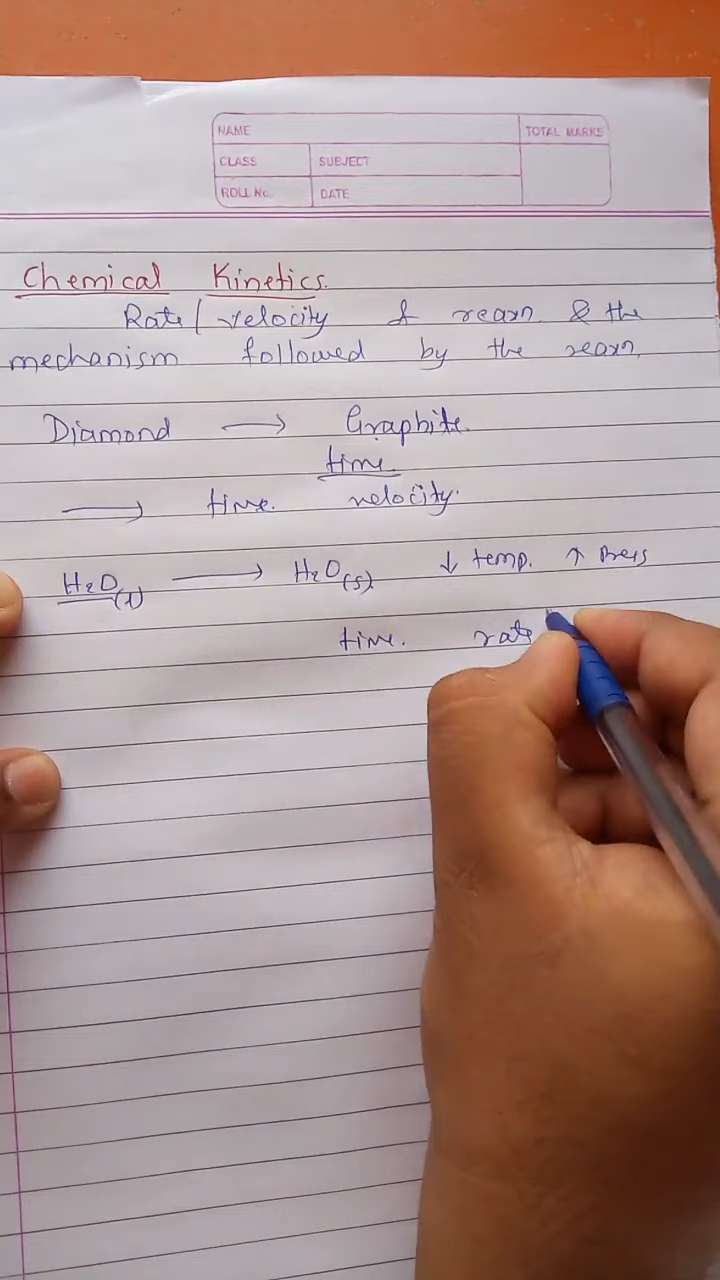 NAME
TOTAL MARKS
CLASS
SUBJECT
ROLL No.
DATE
Chemical Kinetics.
Rate/velocity of reaxn & the
mechanism followed by the reaxn.
Diamond → Graphite.
time.
→ time. velocity.
H₂O(l) → H₂O(s) ↓ temp. ↑ Press
time. rate